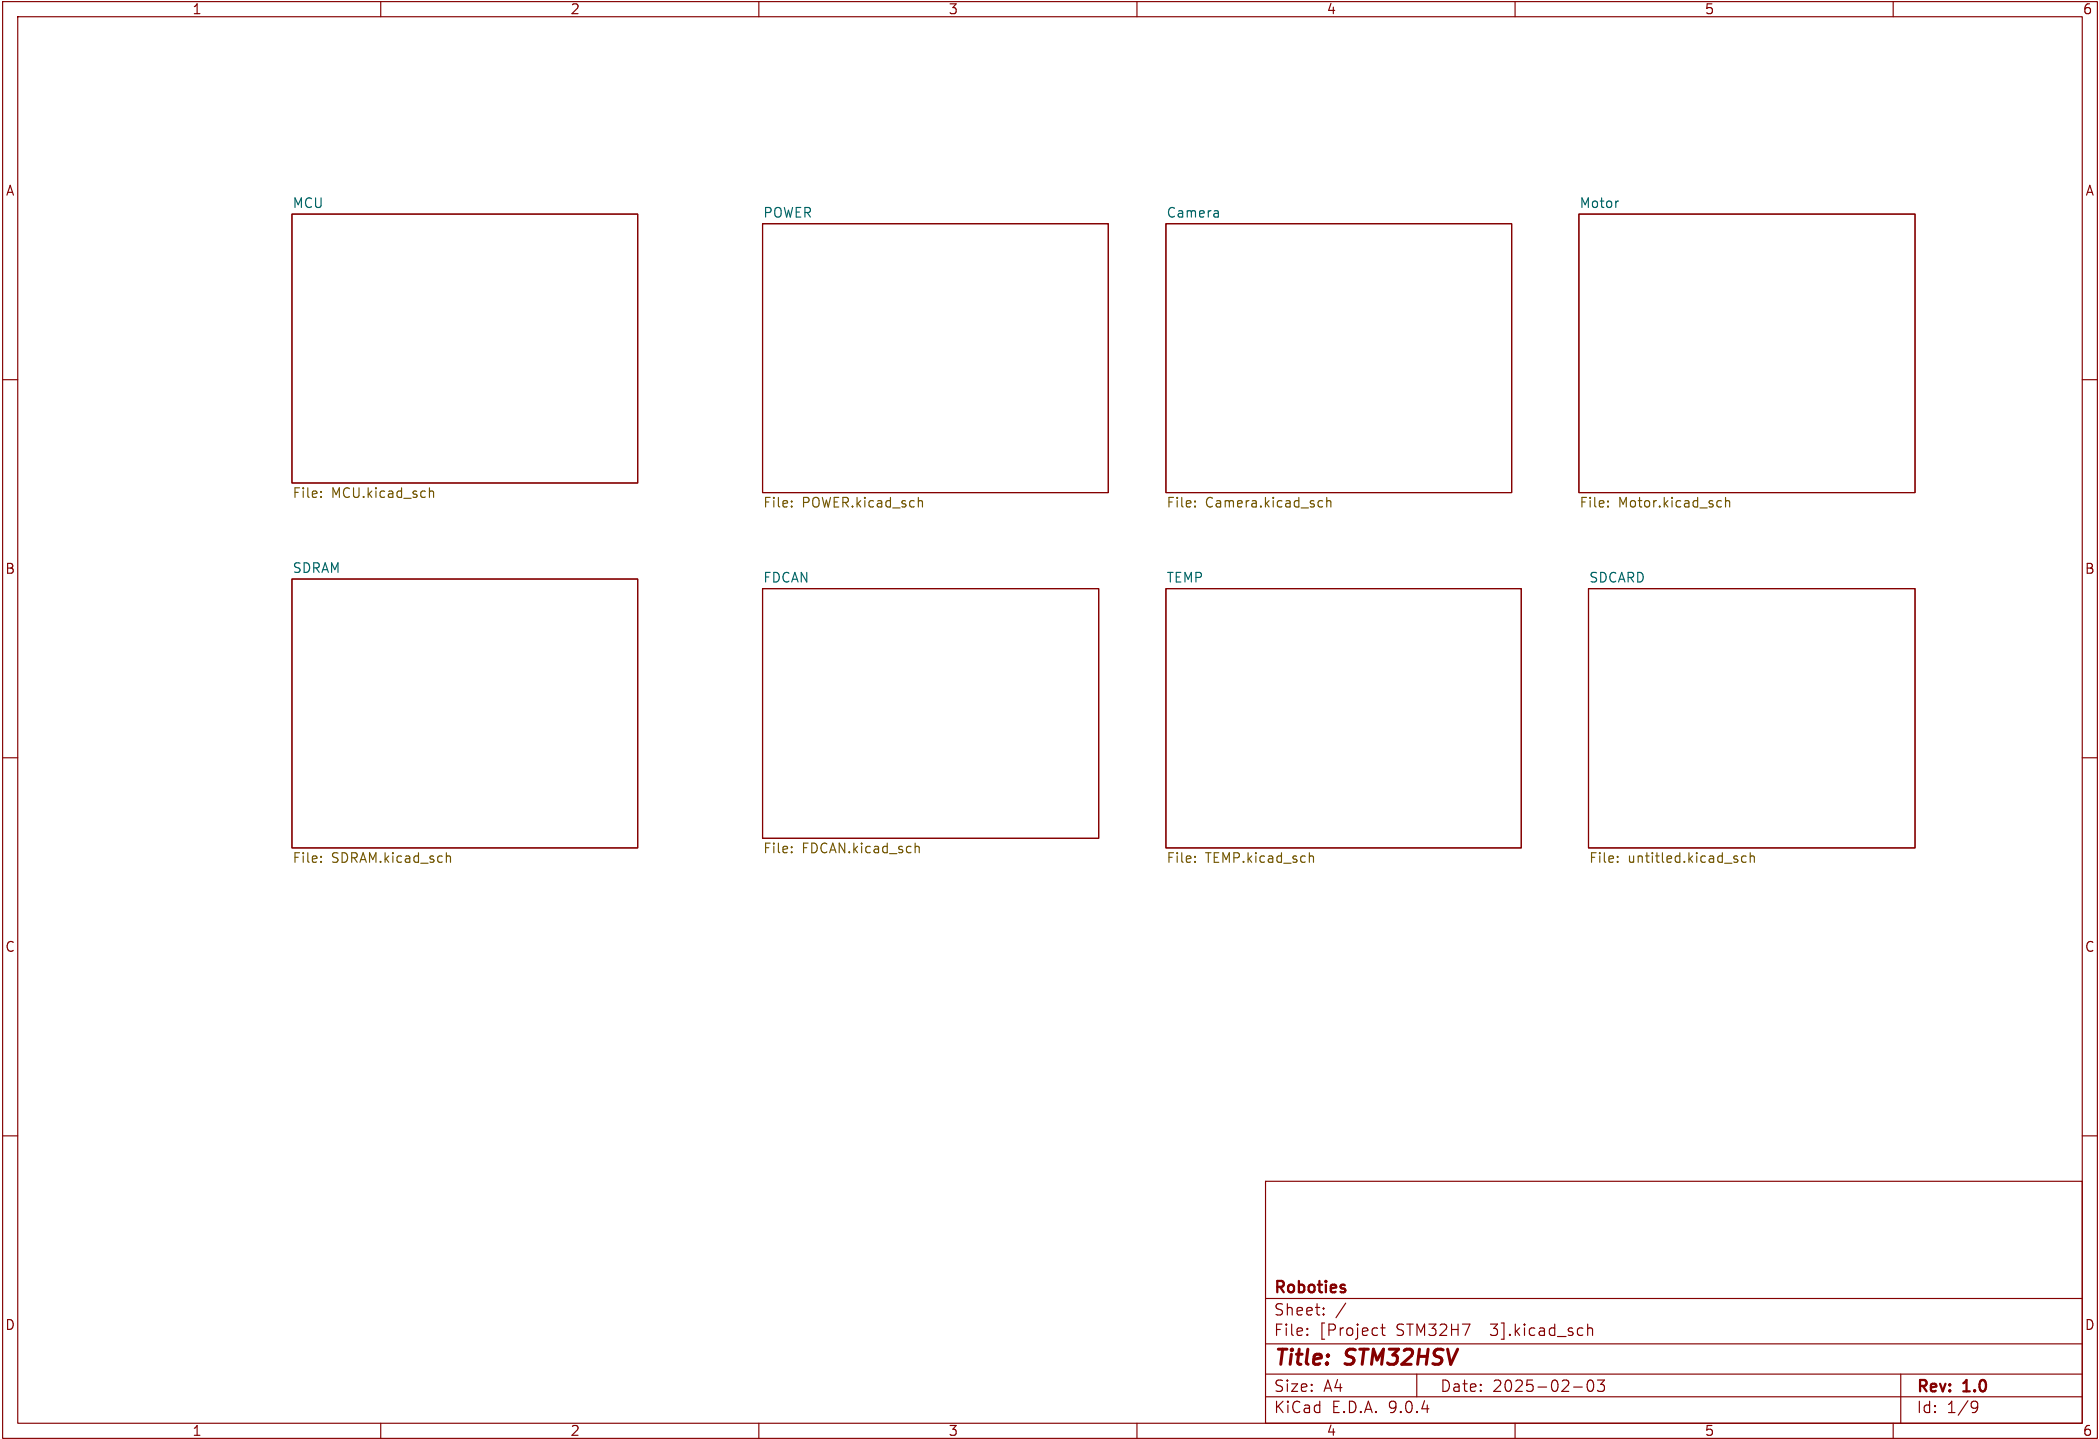 1 2 3 4 5 6
A A
MCU POWER Camera Motor
File: MCU.kicad_sch File: POWER.kicad_sch File: Camera.kicad_sch File: Motor.kicad_sch
B B
SDRAM FDCAN TEMP SDCARD
File: SDRAM.kicad_sch File: FDCAN.kicad_sch File: TEMP.kicad_sch File: untitled.kicad_sch
C C
Roboties
Sheet: /
D D
File: [Project STM32H7  3].kicad_sch
Title: STM32HSV
Size: A4 Date: 2025-02-03 Rev: 1.0
KiCad E.D.A. 9.0.4 Id: 1/9
1 2 3 4 5 6